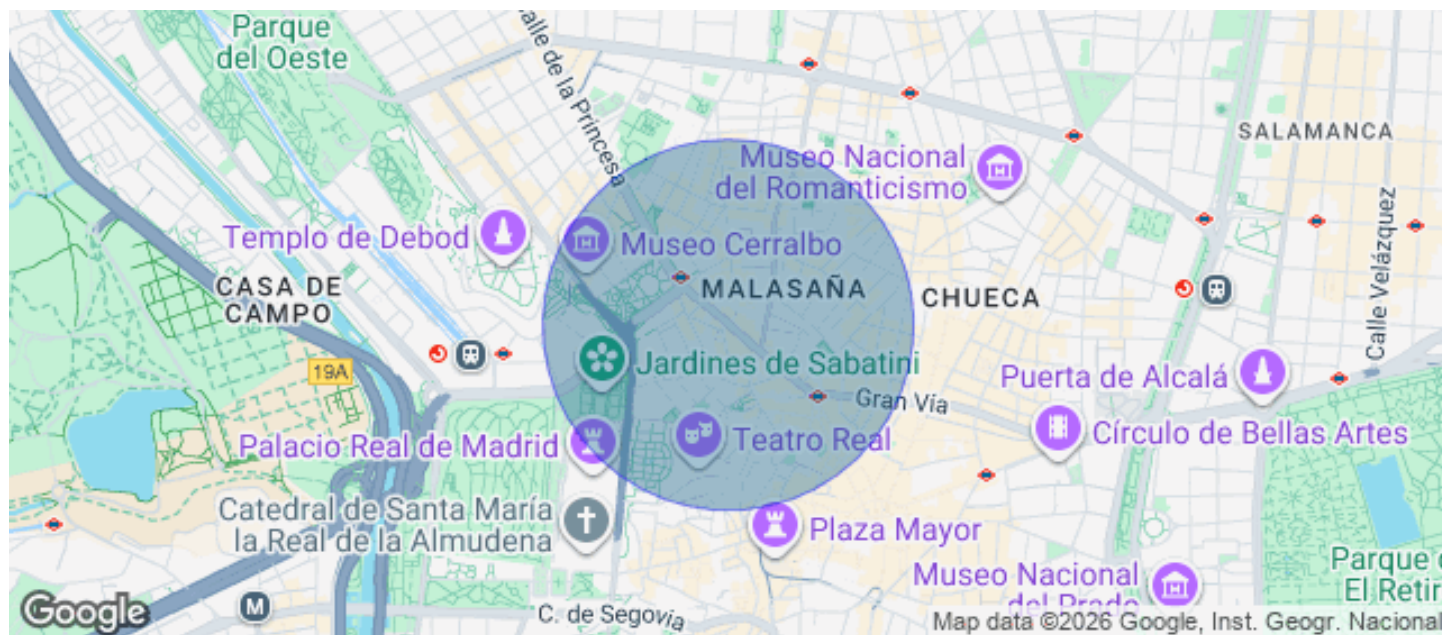 Parque
del Oeste
Calle de la Princesa
SALAMANCA
Museo Nacional
del Romanticismo
Templo de Debod
Museo Cerralbo
Calle Velázquez
CASA DE
CAMPO
MALASAÑA
CHUECA
19A
Jardines de Sabatini
Puerta de Alcalá
Gran Vía
Palacio Real de Madrid
Teatro Real
Círculo de Bellas Artes
Catedral de Santa María
la Real de la Almudena
Plaza Mayor
Museo Nacional
del Prado
Parque
El Retir
M
C. de Segovia
Google
Map data ©2026 Google, Inst. Geogr. Nacional